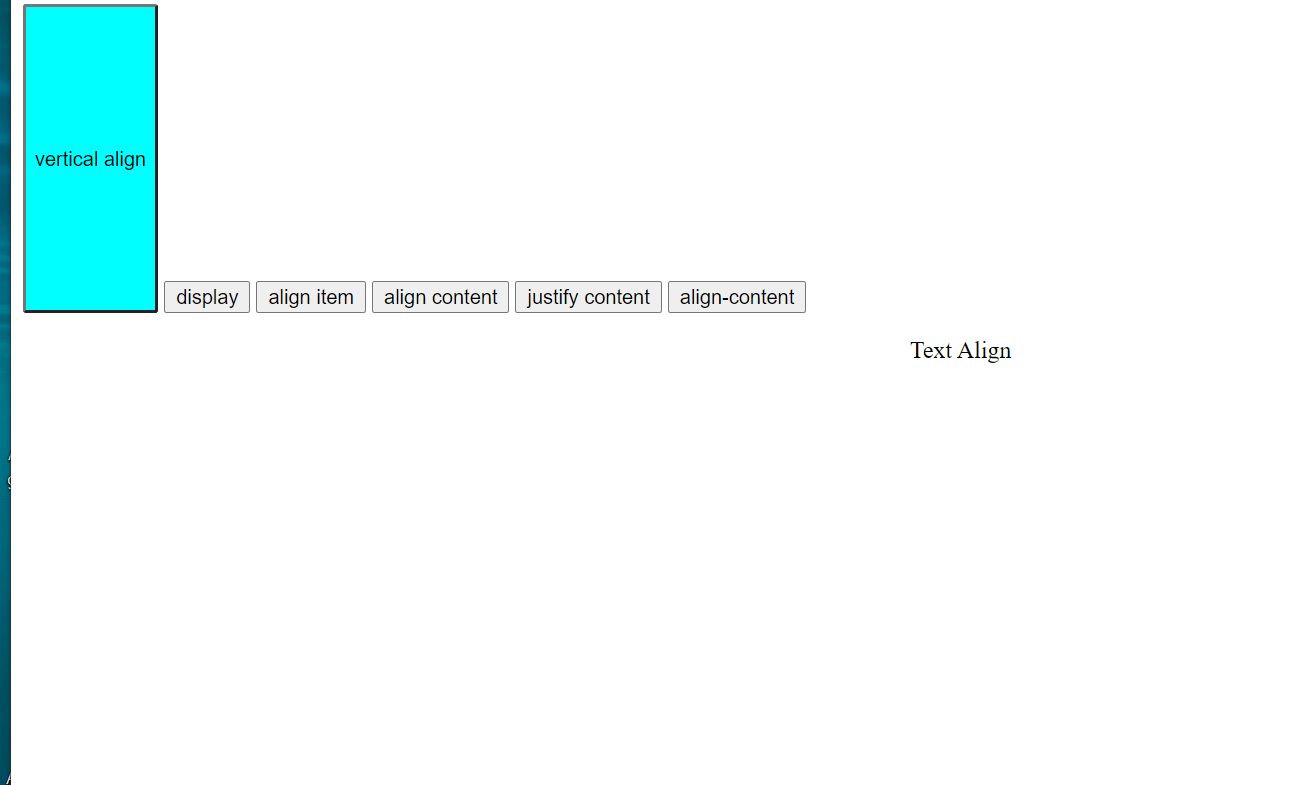 vertical align
display
align item
align content
justify content
align-content
Text Align